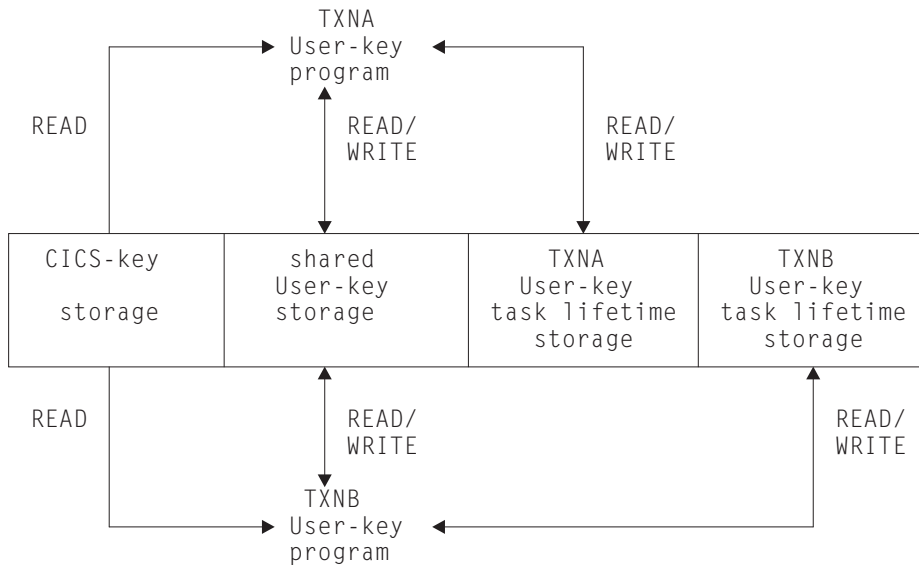 TXNA
User-key
program
READ
READ/
WRITE
READ/
WRITE
CICS-key
storage
shared
User-key
storage
TXNA
User-key
task lifetime
storage
TXNB
User-key
task lifetime
storage
READ
READ/
WRITE
READ/
WRITE
TXNB
User-key
program